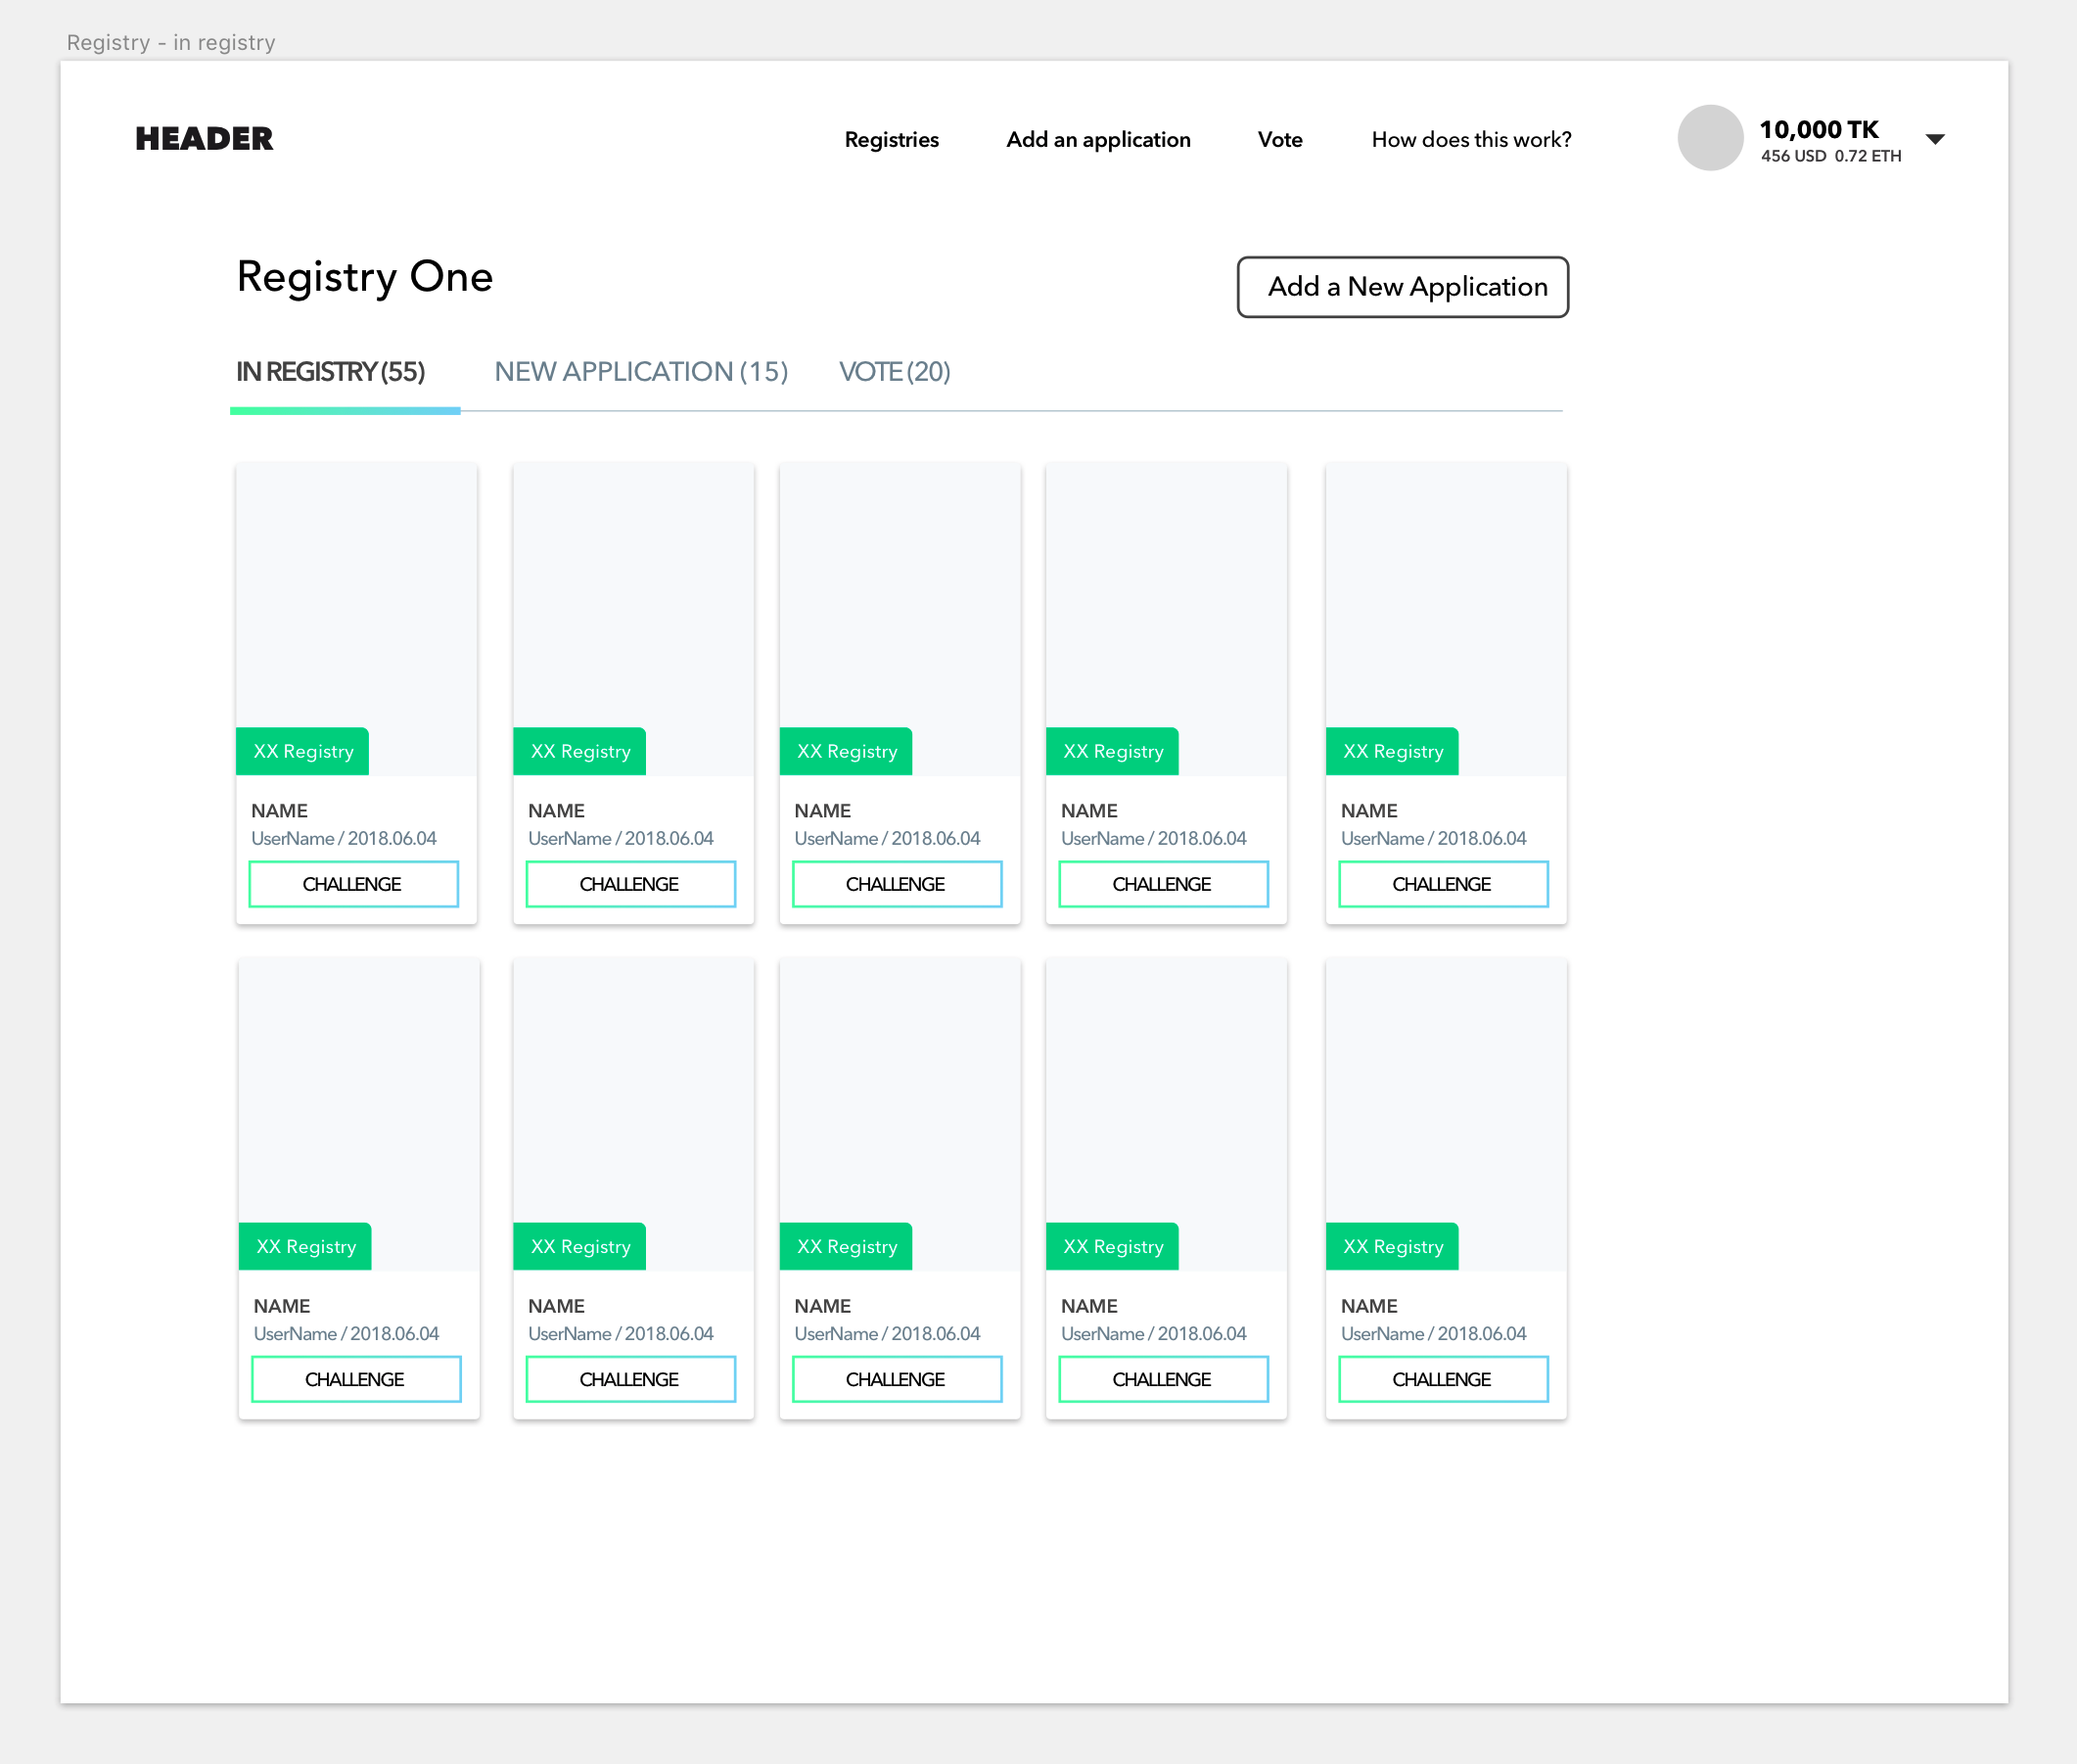 Registry - in registry
HEADER
Registries Add an application Vote How does this work?
10,000 TK
456 USD 0.72 ETH
Registry One
Add a New Application
IN REGISTRY (55) NEW APPLICATION (15) VOTE (20)
XX Registry XX Registry XX Registry XX Registry XX Registry
NAME NAME NAME NAME NAME
UserName / 2018.06.04 UserName / 2018.06.04 UserName / 2018.06.04 UserName / 2018.06.04 UserName / 2018.06.04
CHALLENGE CHALLENGE CHALLENGE CHALLENGE CHALLENGE
XX Registry XX Registry XX Registry XX Registry XX Registry
NAME NAME NAME NAME NAME
UserName / 2018.06.04 UserName / 2018.06.04 UserName / 2018.06.04 UserName / 2018.06.04 UserName / 2018.06.04
CHALLENGE CHALLENGE CHALLENGE CHALLENGE CHALLENGE